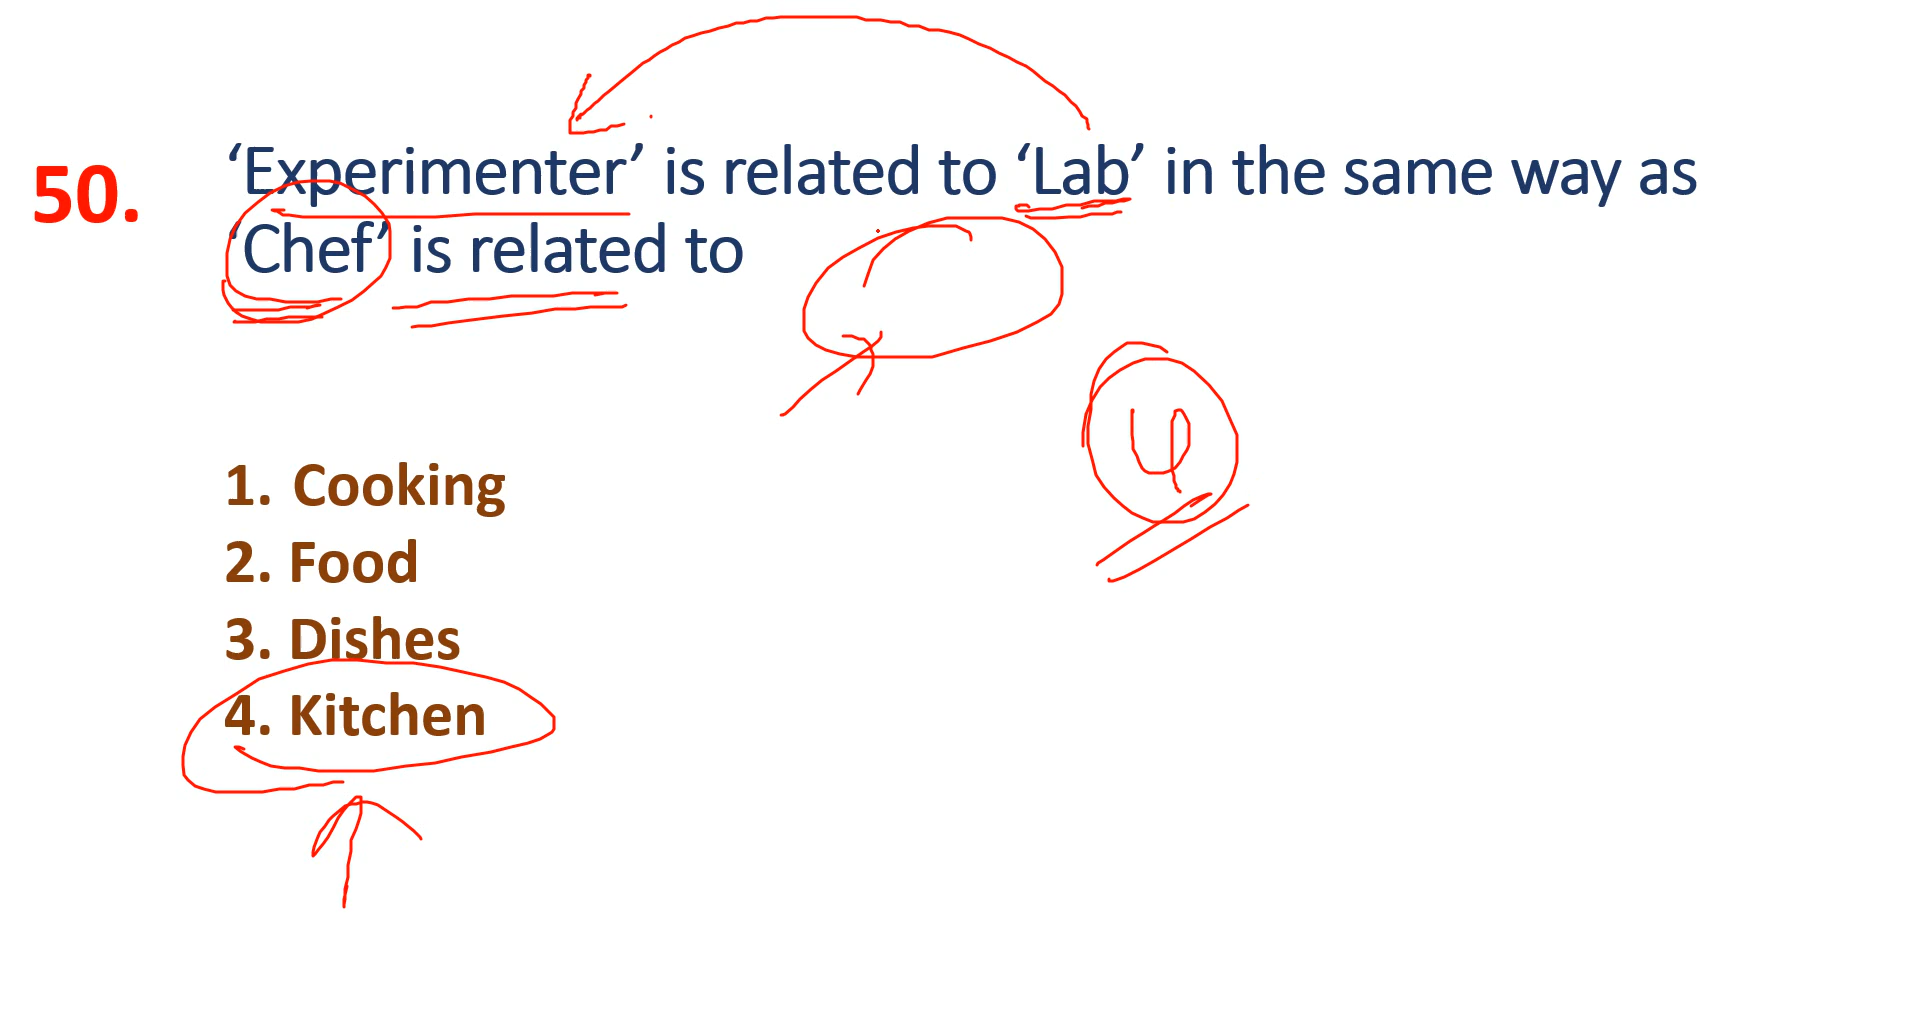 50. ‘Experimenter’ is related to ‘Lab’ in the same way as
‘Chef’ is related to
4
1. Cooking
2. Food
3. Dishes
4. Kitchen